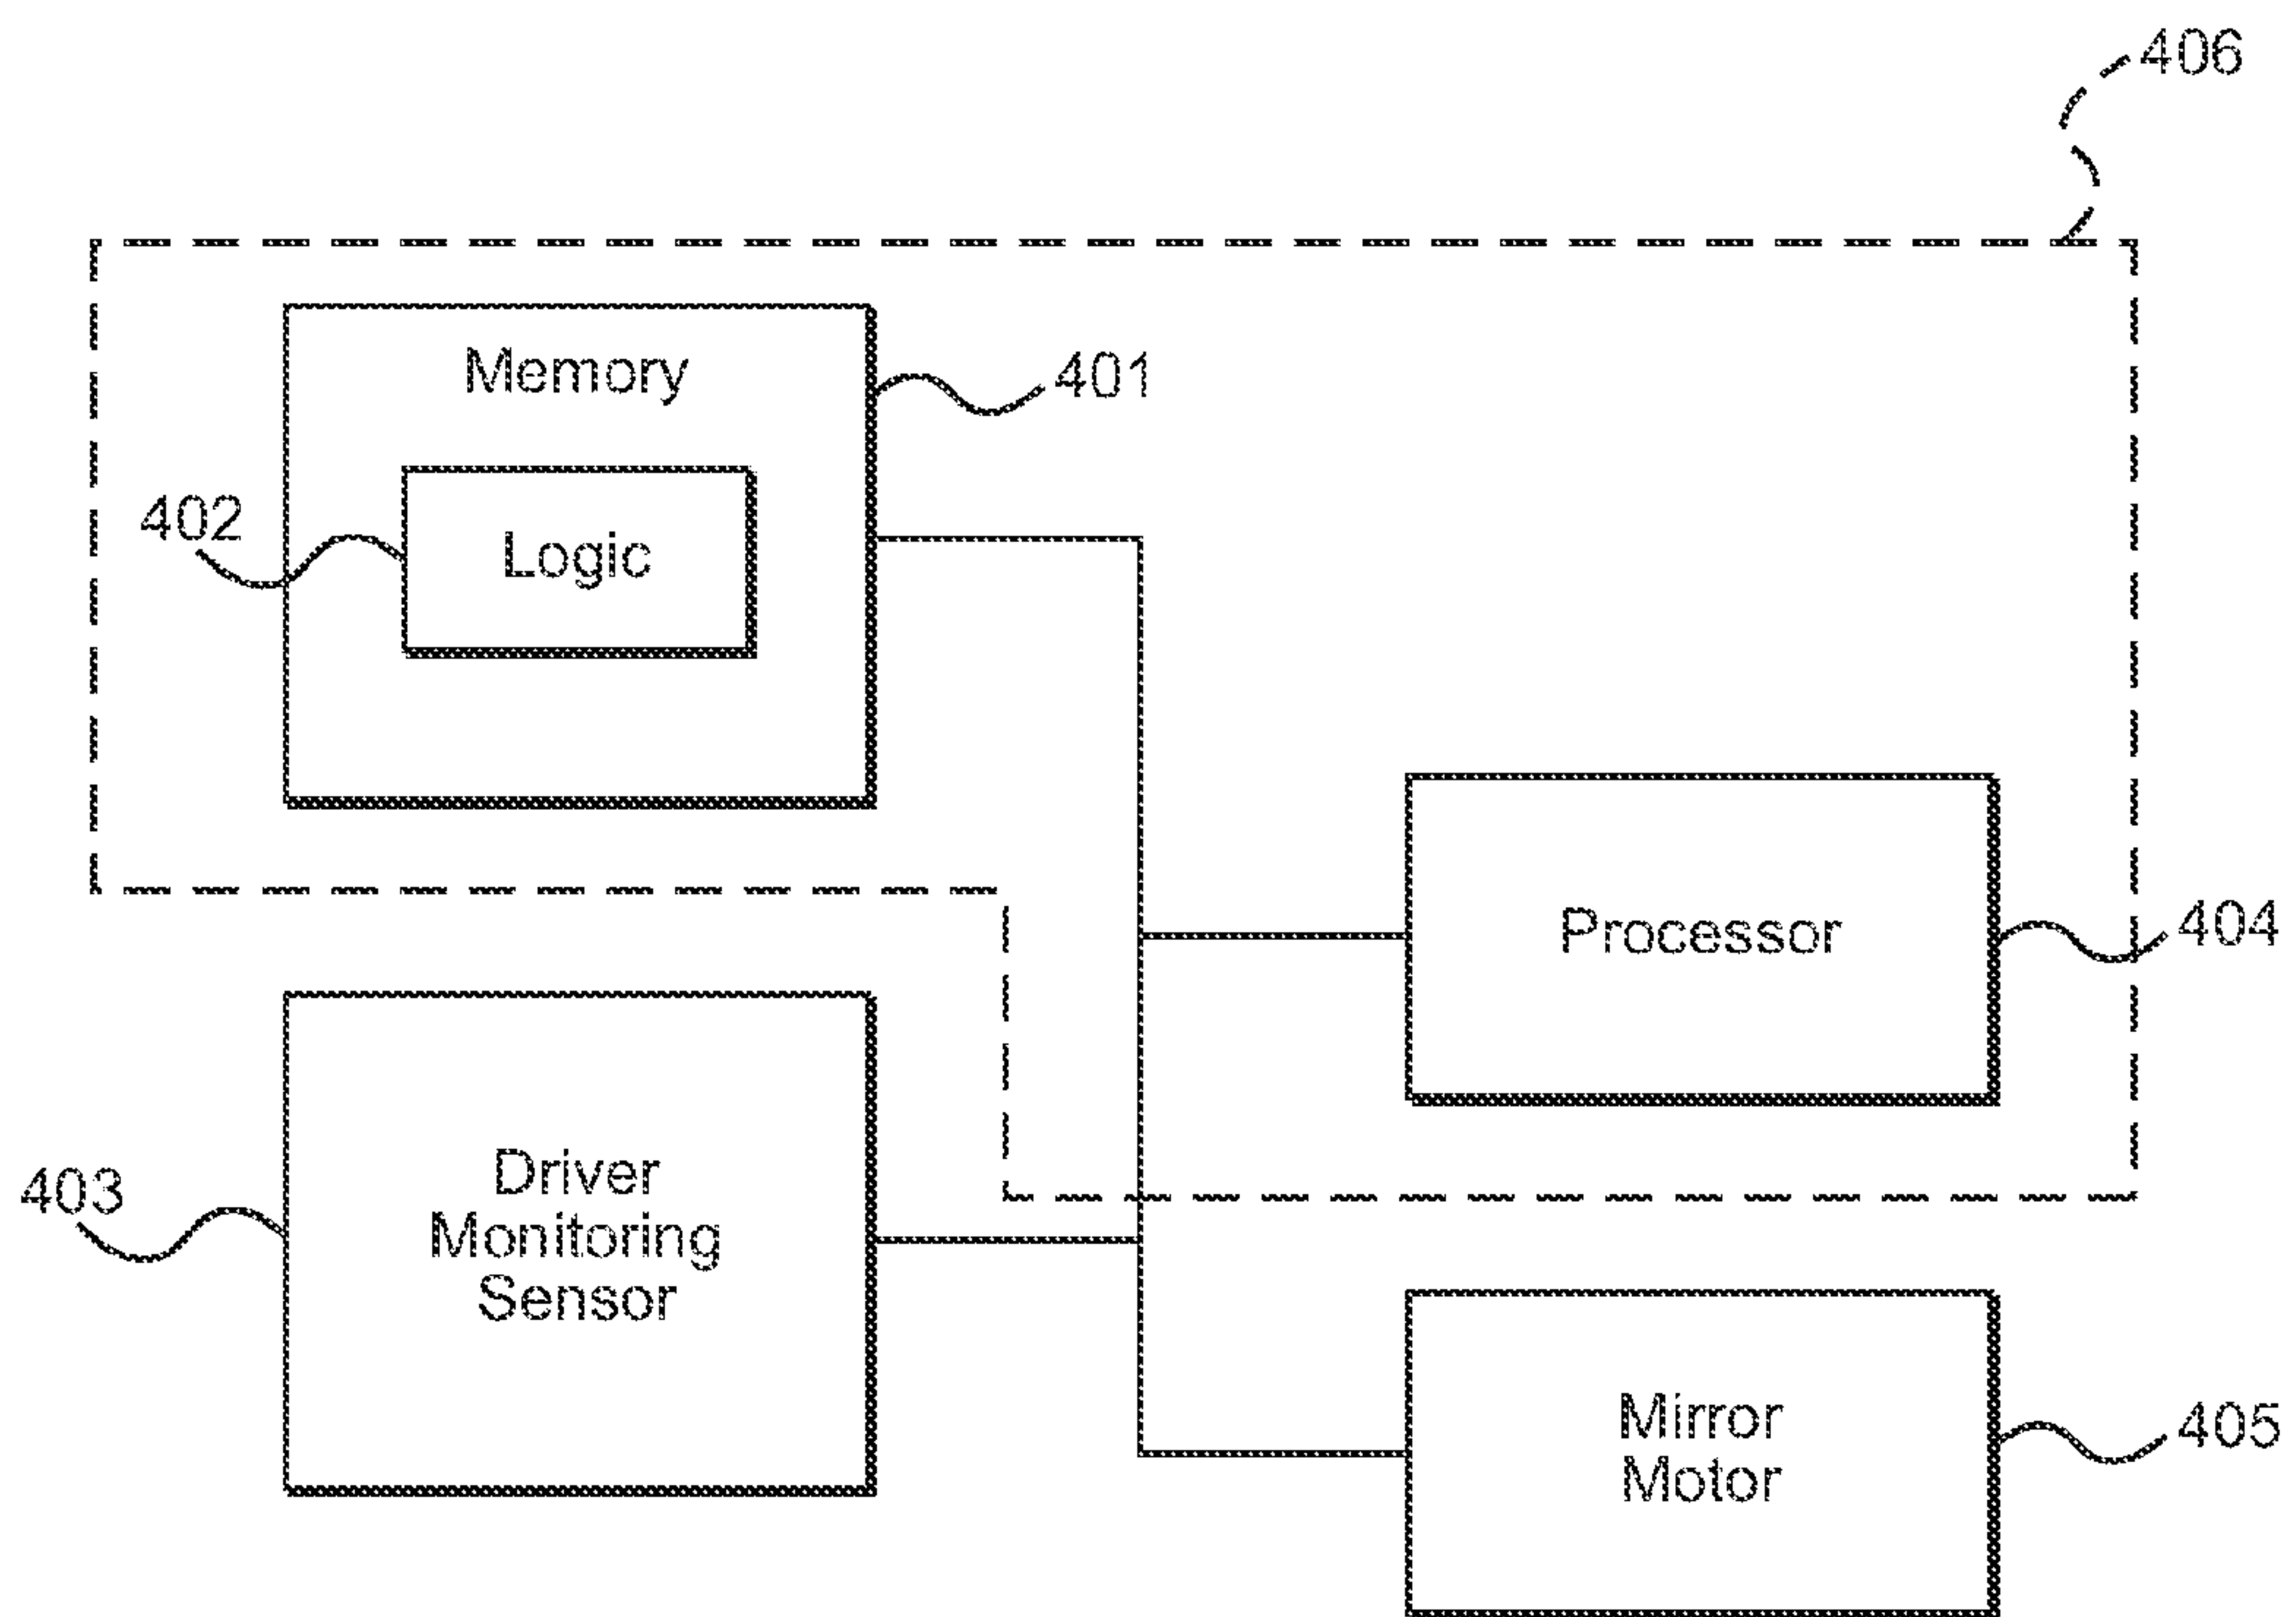 406
Memory
401
402
Logic
Processor
404
403
Driver
Monitoring
Sensor
Mirror
Motor
405